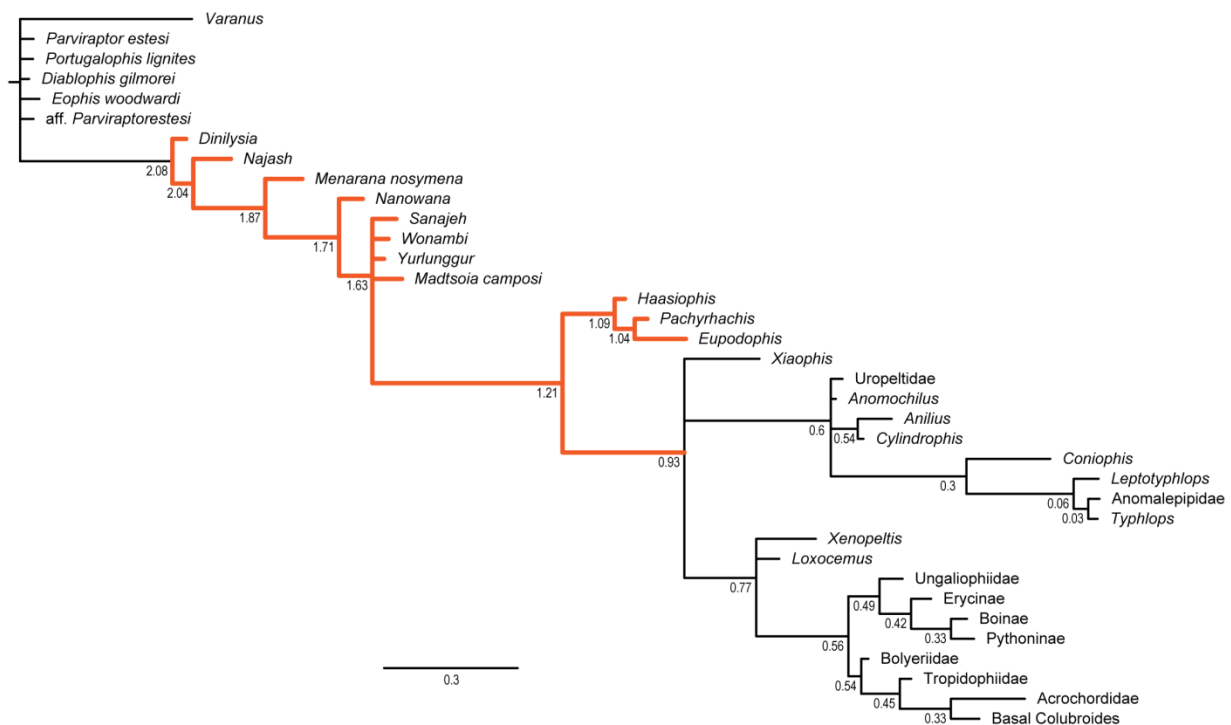 Varanus
Parviraptor estesi
Portugalophis lignites
Diablophis gilmorei
Eophis woodwardi
aff. Parviraptorestesi
Dinilysia
2.08
Najash
2.04
Menarana nosymena
1.87
Nanowana
1.71
Sanajeh
Wonambi
Yurlunggur
1.63
Madtsoia camposi
Haasiophis
1.09
Pachyrhachis
1.04
Eupodophis
Xiaophis
1.21
Uropeltidae
Anomochilus
Anilius
0.6
0.54
Cylindrophis
0.93
Coniophis
0.3
Leptotyphlops
0.06
Anomalepipidae
0.03
Typhlops
Xenopeltis
Loxocemus
0.77
Ungaliophiidae
0.49
Erycinae
0.42
Boinae
0.33
Pythoninae
0.56
Bolyeriidae
0.54
Tropidophiidae
0.45
Acrochordidae
0.33
Basal Colubroides
0.3